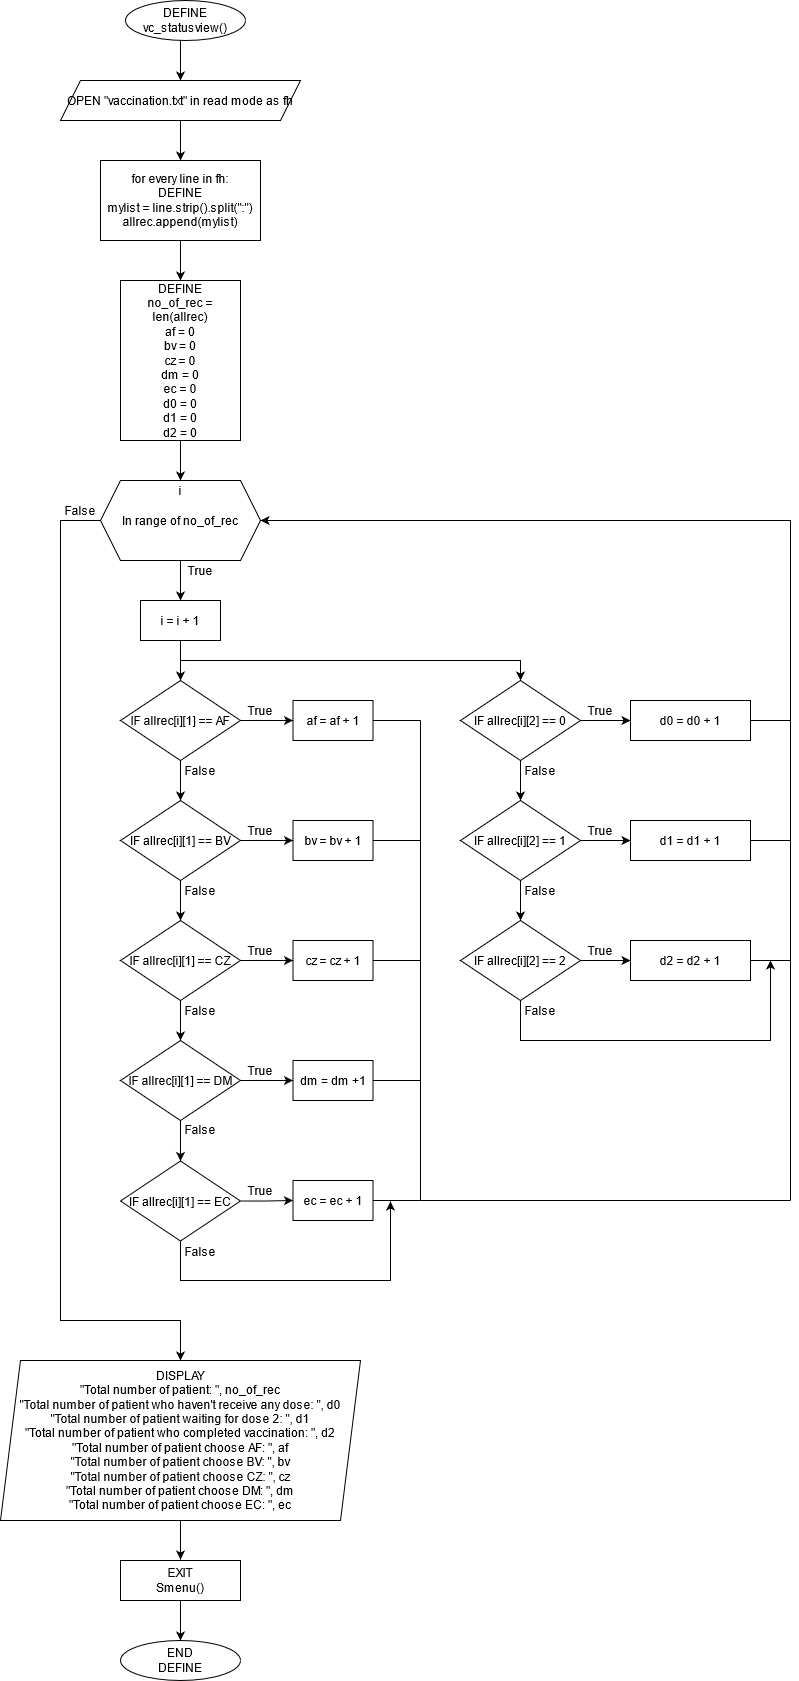 DEFINE
vc_statusview()
OPEN "vaccination.txt" in read mode as fh
for every line in fh:
DEFINE
mylist = line.strip().split(":")
allrec.append(mylist)
DEFINE
no_of_rec =
len(allrec)
af = 0
bv = 0
cz = 0
dm = 0
ec = 0
d0 = 0
d1 = 0
d2 = 0
i
In range of no_of_rec
False
True
i = i + 1
IF allrec[i][1] == AF
True
af = af + 1
False
IF allrec[i][1] == BV
True
bv = bv + 1
False
IF allrec[i][1] == CZ
True
cz = cz + 1
False
IF allrec[i][1] == DM
True
dm = dm +1
False
IF allrec[i][1] == EC
True
ec = ec + 1
False
IF allrec[i][2] == 0
True
d0 = d0 + 1
False
IF allrec[i][2] == 1
True
d1 = d1 + 1
False
IF allrec[i][2] == 2
True
d2 = d2 + 1
False
DISPLAY
"Total number of patient: ", no_of_rec
"Total number of patient who haven't receive any dose: ", d0
"Total number of patient waiting for dose 2: ", d1
"Total number of patient who completed vaccination: ", d2
"Total number of patient choose AF: ", af
"Total number of patient choose BV: ", bv
"Total number of patient choose CZ: ", cz
"Total number of patient choose DM: ", dm
"Total number of patient choose EC: ", ec
EXIT
Smenu()
END
DEFINE